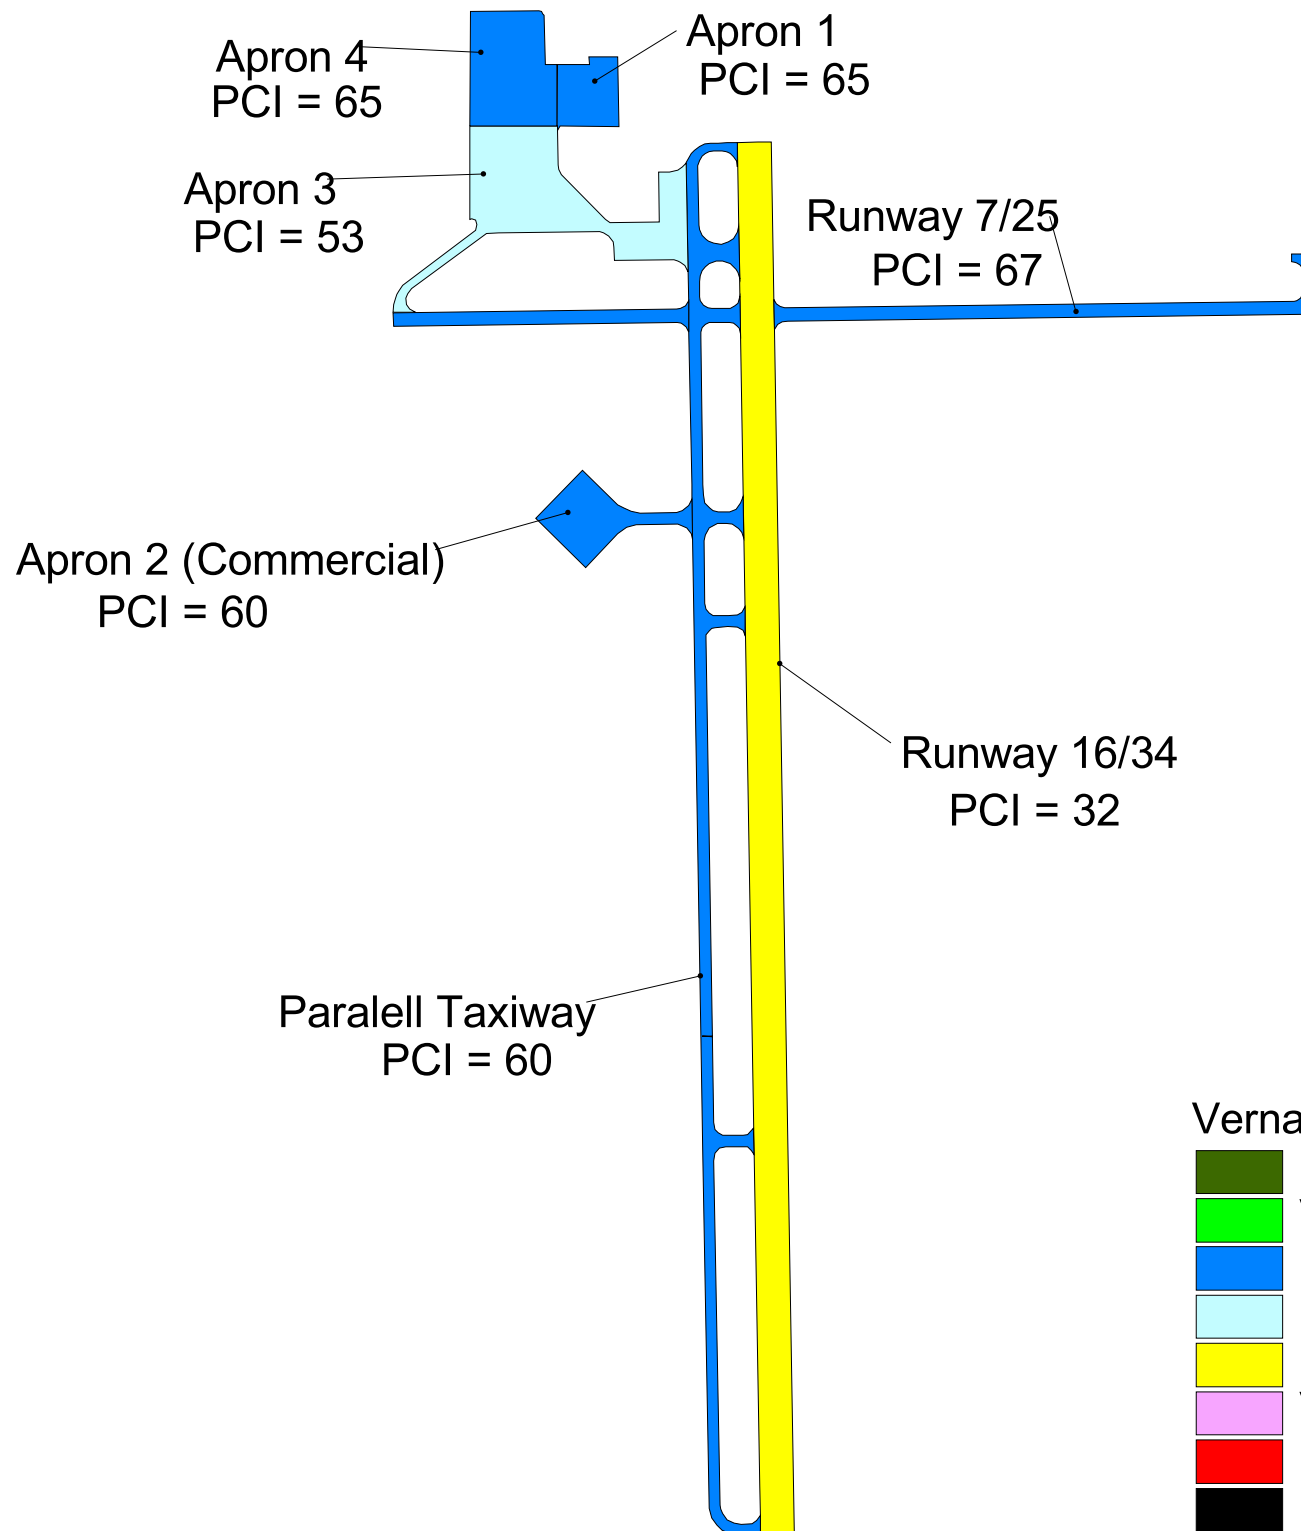 Apron 4
PCI = 65
Apron 1
PCI = 65
Apron 3
PCI = 53
Runway 7/25
PCI = 67
Apron 2 (Commercial)
PCI = 60
Runway 16/34
PCI = 32
Paralell Taxiway
PCI = 60
Verna